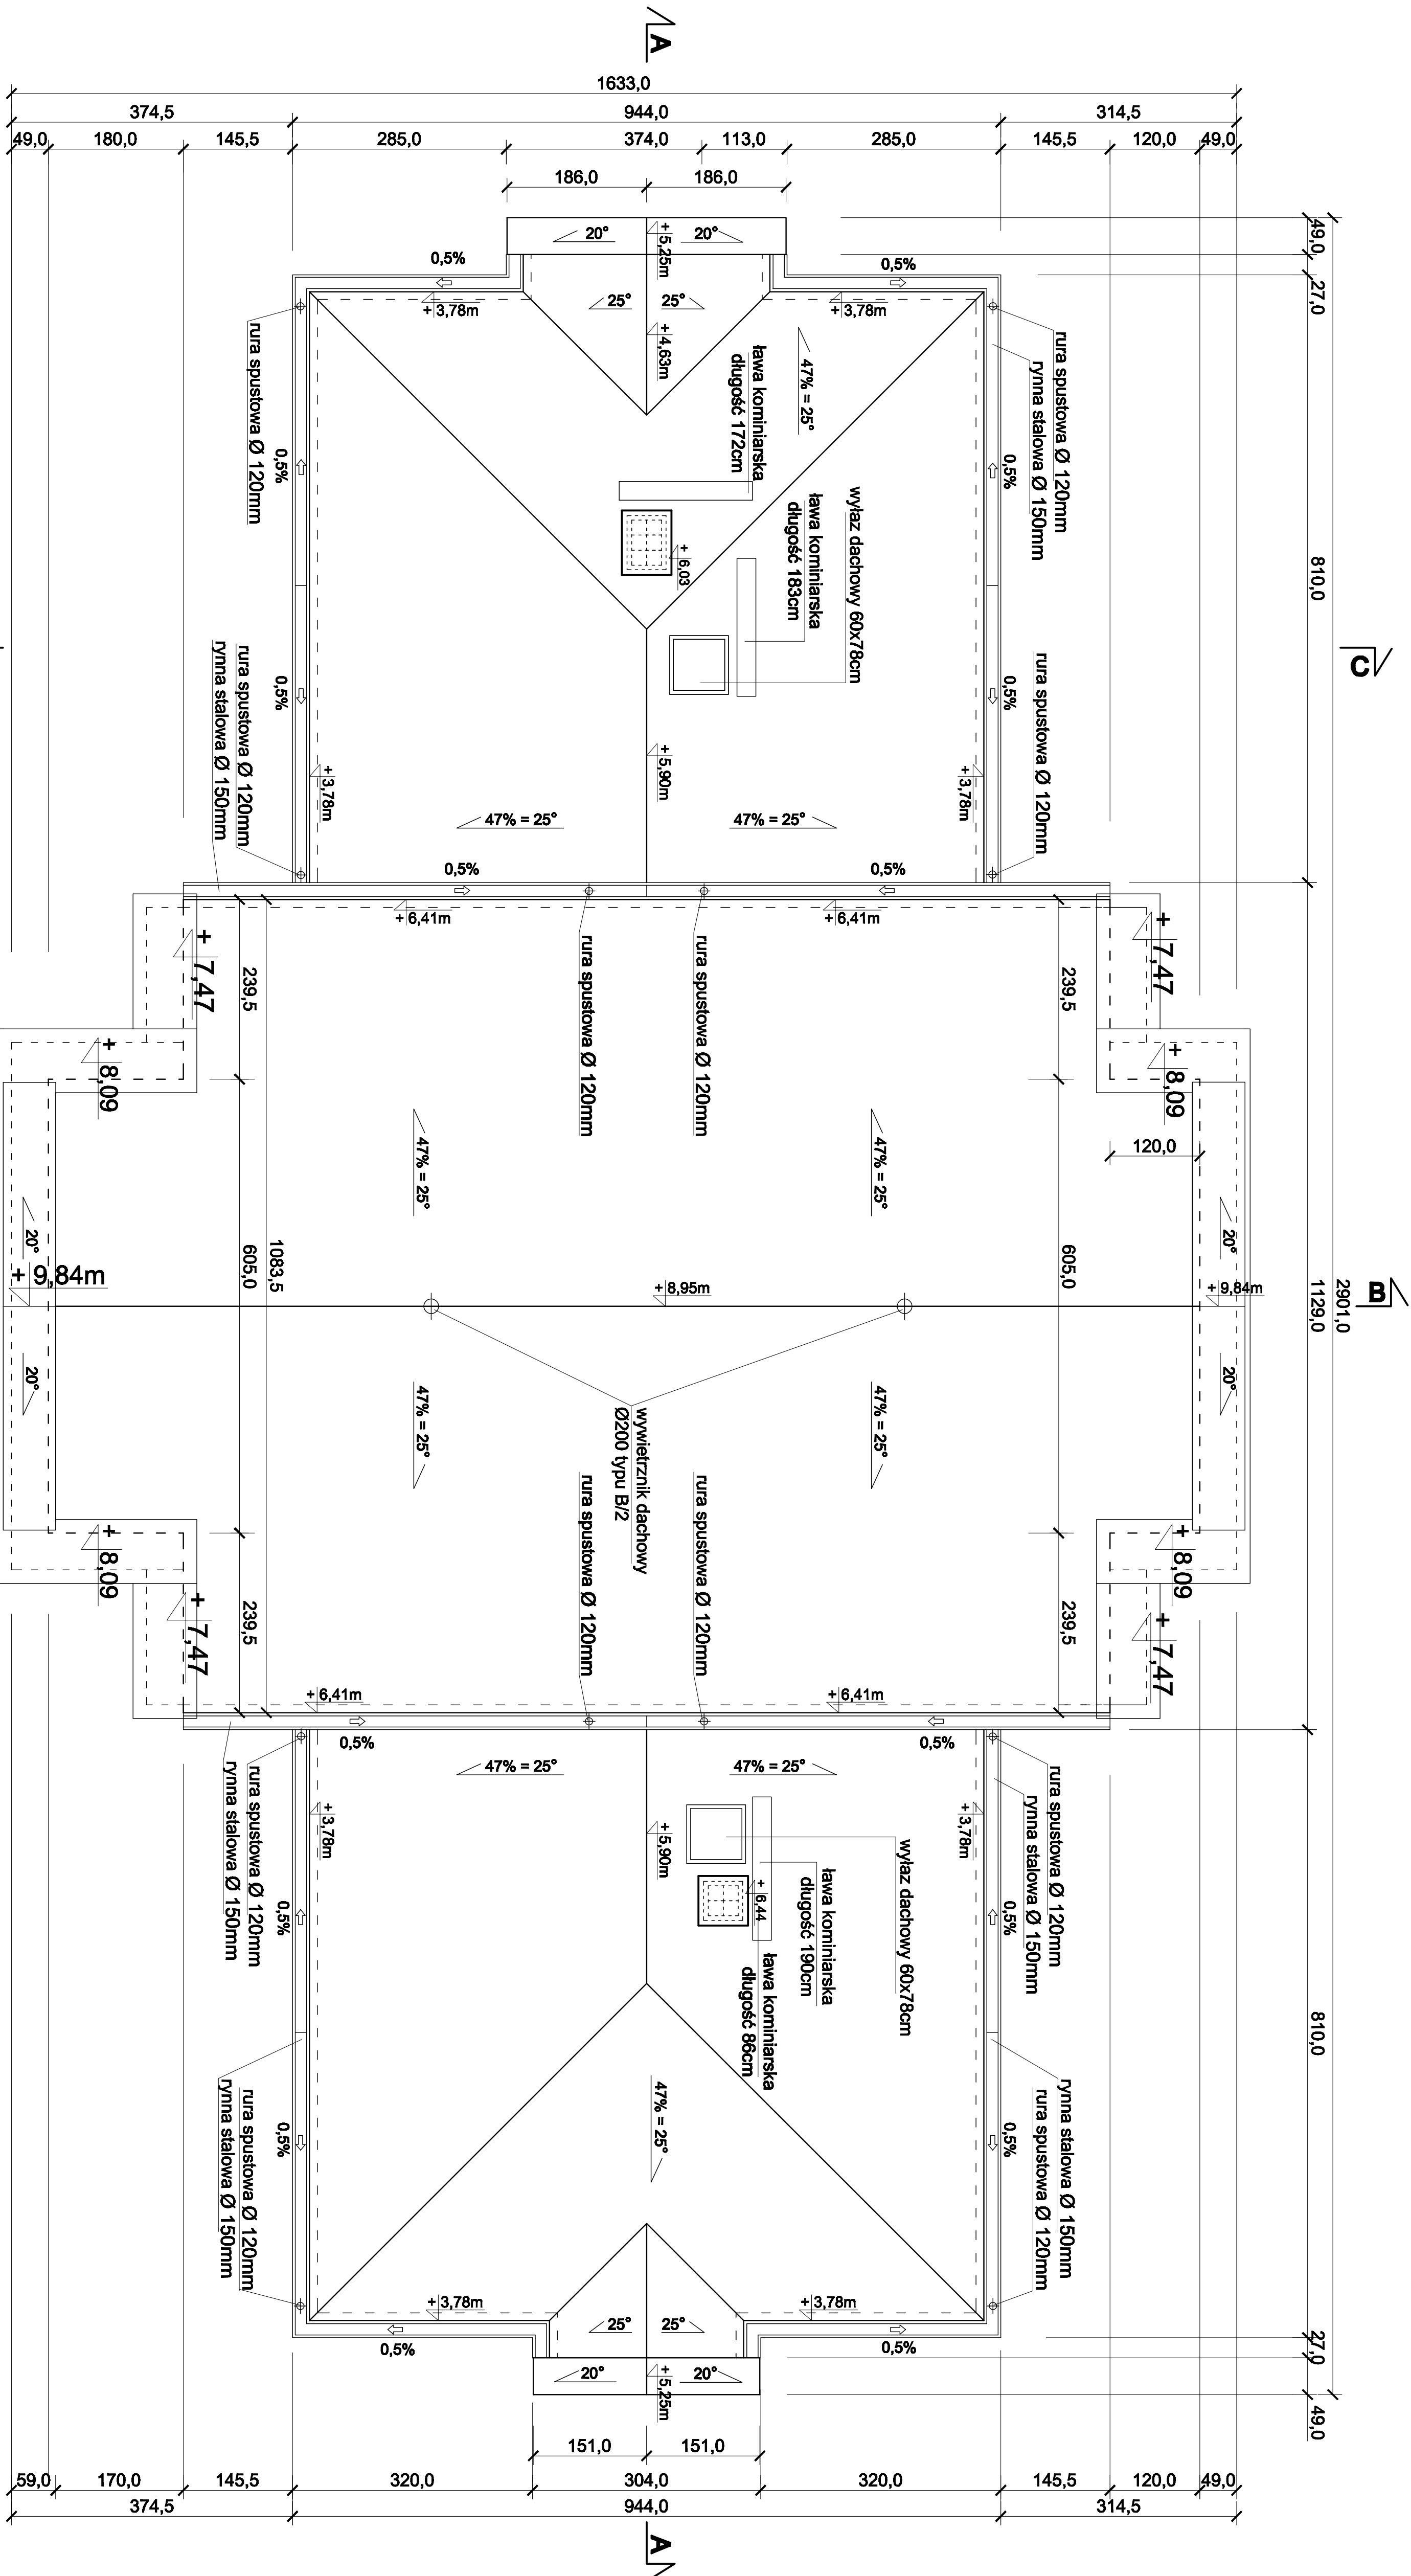 A
1633,0
374,5
944,0
314,5
49,0
180,0
145,5
285,0
374,0
113,0
285,0
145,5
120,0
49,0
186,0
186,0
49,0
20°
+ 5,25m
20°
0,5%
0,5%
27,0
25°
25°
+ 3,78m
+ 3,78m
+ 4,63m
rura spustowa Ø 120mm
ława kominiarska
długość 172cm
47% = 25°
rura spustowa Ø 120mm
rynna stalowa Ø 150mm
0,5%
0,5%
ława kominiarska
długość 183cm
wyłaz dachowy 60x78cm
+ 6,03
810,0
C
rura spustowa Ø 120mm
rynna stalowa Ø 150mm
0,5%
0,5%
rura spustowa Ø 120mm
+ 3,78m
+ 5,90m
+ 3,78m
47% = 25°
47% = 25°
0,5%
0,5%
+ 6,41m
+ 6,41m
+ 7,47
239,5
rura spustowa Ø 120mm
rura spustowa Ø 120mm
239,5
+ 7,47
+ 8,09
+ 8,09
47% = 25°
47% = 25°
120,0
20°
20°
605,0
1083,5
605,0
+ 9,84m
+ 8,95m
+ 9,84m
1129,0
2901,0
B
20°
47% = 25°
47% = 25°
20°
wywietrznik dachowy
Ø200 typu B/2
rura spustowa Ø 120mm
rura spustowa Ø 120mm
+ 8,09
+ 8,09
+ 7,47
239,5
239,5
+ 7,47
+ 6,41m
+ 6,41m
0,5%
0,5%
47% = 25°
47% = 25°
rura spustowa Ø 120mm
rynna stalowa Ø 150mm
+ 3,78m
+ 5,90m
+ 3,78m
rura spustowa Ø 120mm
rynna stalowa Ø 150mm
wyłaz dachowy 60x78cm
ława kominiarska
długość 190cm
+ 6,44
ława kominiarska
długość 86cm
0,5%
0,5%
810,0
47% = 25°
0,5%
0,5%
rura spustowa Ø 120mm
rynna stalowa Ø 150mm
rynna stalowa Ø 150mm
rura spustowa Ø 120mm
+ 3,78m
+ 3,78m
25°
25°
0,5%
0,5%
27,0
20°
+ 5,25m
20°
49,0
151,0
151,0
59,0
170,0
145,5
320,0
304,0
320,0
145,5
120,0
49,0
374,5
944,0
314,5
A